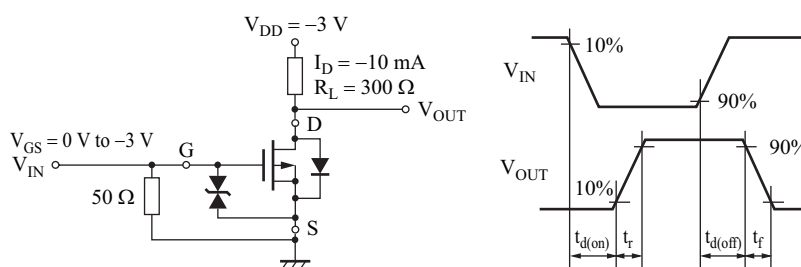 V_DD = –3 V
I_D = –10 mA
R_L = 300 Ω
V_OUT
D
V_GS = 0 V to –3 V
V_IN
G
50 Ω
S
V_IN
10%
90%
V_OUT
10%
90%
t_d(on)
t_r
t_d(off)
t_f